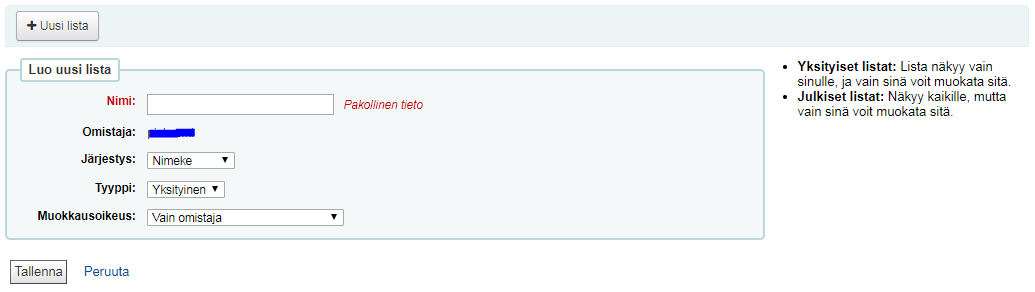 Uusi lista
Luo uusi lista
Nimi: Pakollinen tieto
Omistaja:
Järjestys: Nimeke
Tyyppi: Yksityinen
Muokkausoikeus: Vain omistaja
Tallenna Peruuta
Yksityiset listat: Lista näkyy vain
sinulle, ja vain sinä voit muokata sitä.
Julkiset listat: Näkyy kaikille, mutta
vain sinä voit muokata sitä.